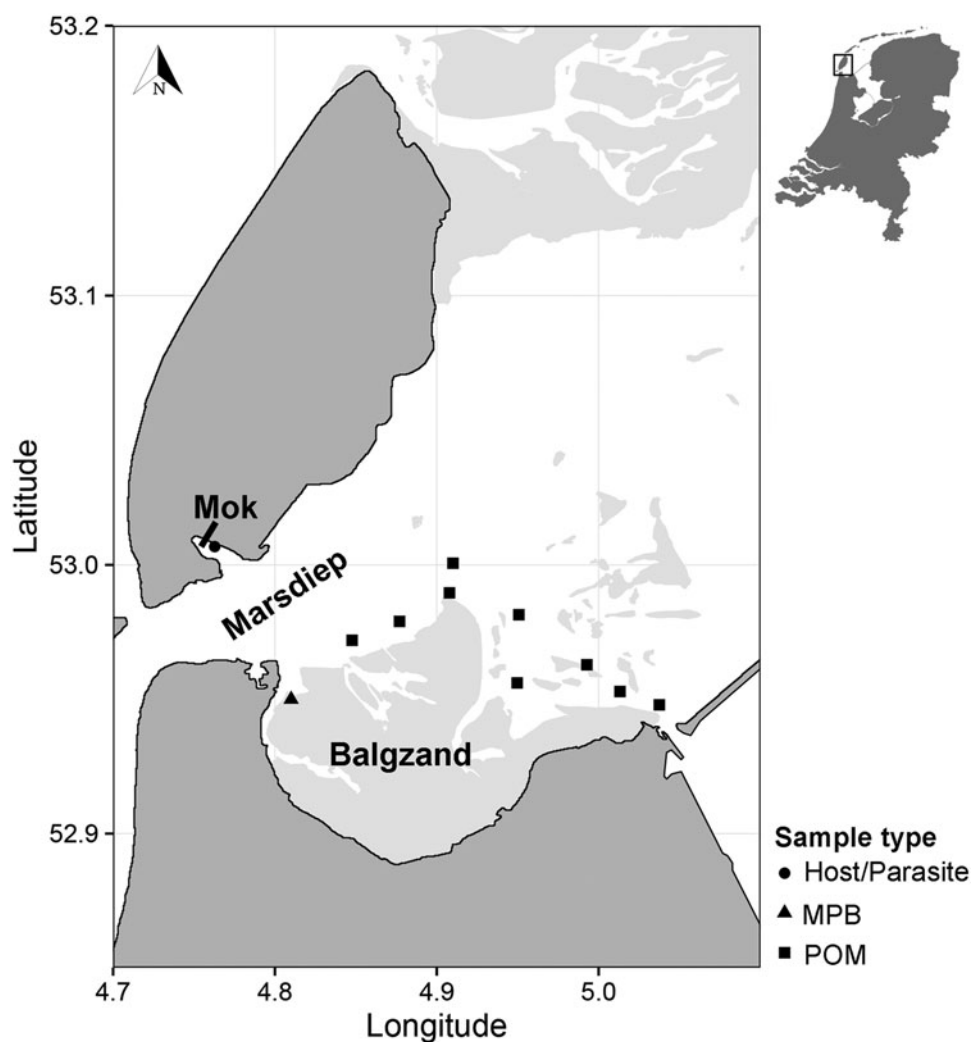 53.2
53.1
53.0
52.9
Latitude
N
Mok
Marsdiep
Balgzand
4.7
4.8
4.9
5.0
Longitude
Sample type
Host/Parasite
MPB
POM